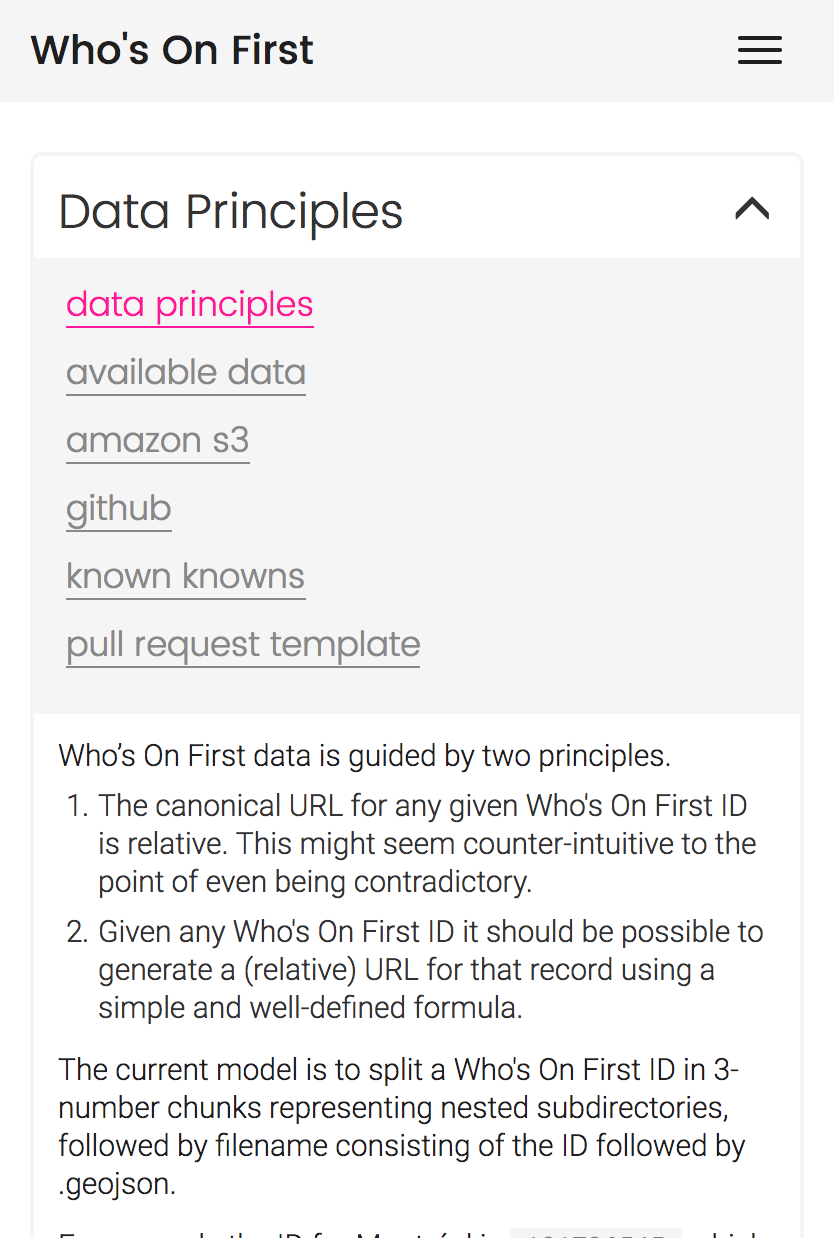 Who's On First
Data Principles
data principles
available data
amazon s3
github
known knowns
pull request template
Who’s On First data is guided by two principles.
1. The canonical URL for any given Who's On First ID
is relative. This might seem counter-intuitive to the
point of even being contradictory.
2. Given any Who's On First ID it should be possible to
generate a (relative) URL for that record using a
simple and well-defined formula.
The current model is to split a Who's On First ID in 3-
number chunks representing nested subdirectories,
followed by filename consisting of the ID followed by
.geojson.